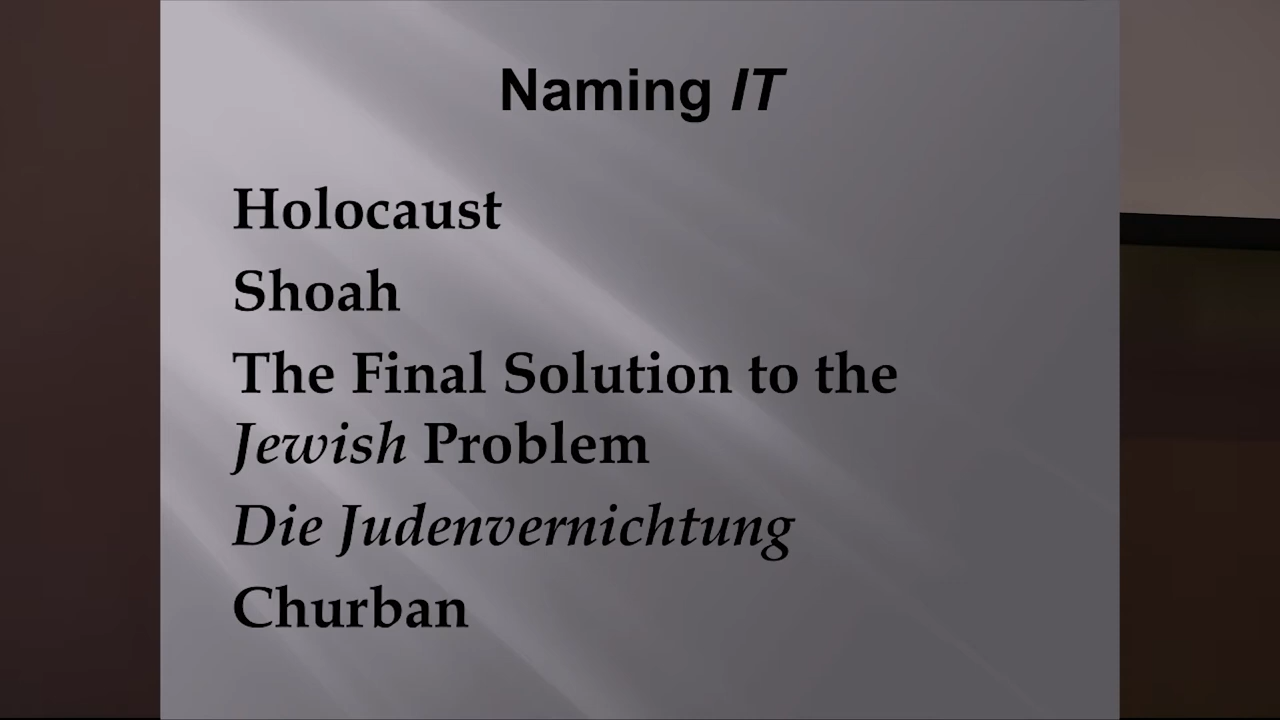 Naming IT
Holocaust
Shoah
The Final Solution to the
Jewish Problem
Die Judenvernichtung
Churban